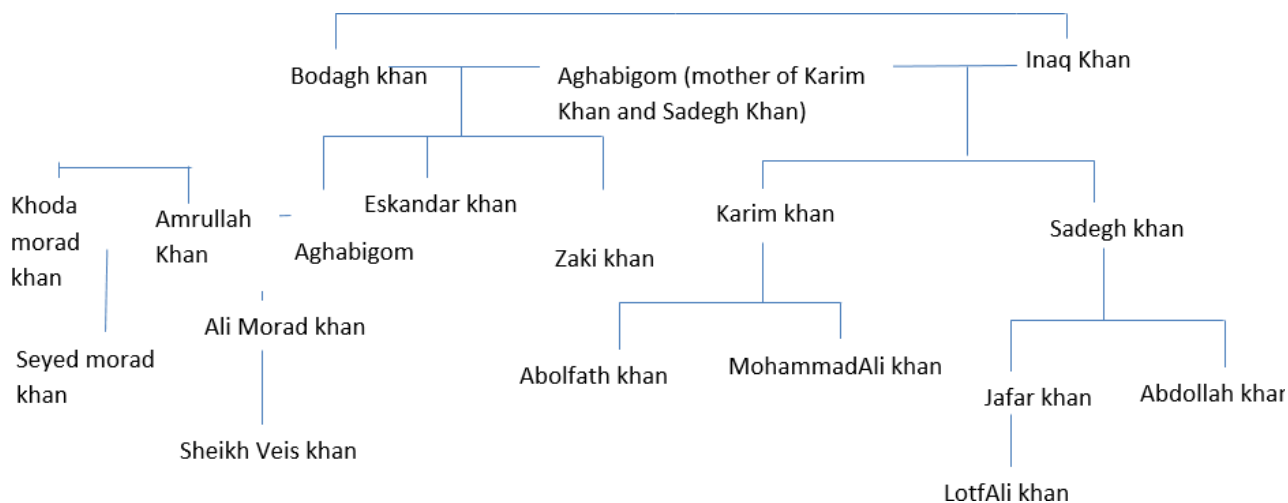 Bodagh khan
Aghabigom (mother of Karim
Khan and Sadegh Khan)
Inaq Khan
Khoda
morad
khan
Amrullah
Khan
Aghabigom
Eskandar khan
Zaki khan
Karim khan
Sadegh khan
Seyed morad
khan
Ali Morad khan
Abolfath khan
MohammadAli khan
Jafar khan
Abdollah khan
Sheikh Veis khan
LotfAli khan